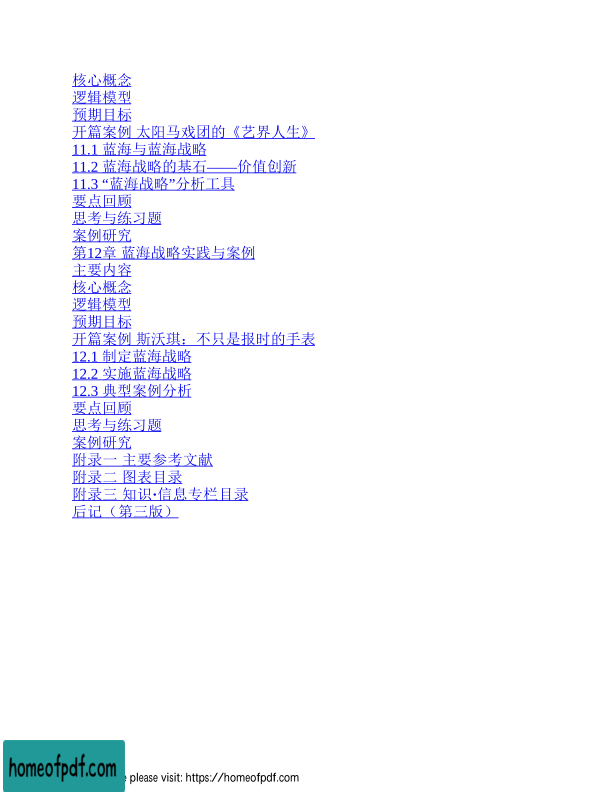 核心概念
逻辑模型
预期目标
开篇案例 太阳马戏团的《艺界人生》
11.1 蓝海与蓝海战略
11.2 蓝海战略的基石——价值创新
11.3 “蓝海战略”分析工具
要点回顾
思考与练习题
案例研究
第12章 蓝海战略实践与案例
主要内容
核心概念
逻辑模型
预期目标
开篇案例 斯沃琪：不只是报时的手表
12.1 制定蓝海战略
12.2 实施蓝海战略
12.3 典型案例分析
要点回顾
思考与练习题
案例研究
附录一 主要参考文献
附录二 图表目录
附录三 知识·信息专栏目录
后记（第三版）
homeofpdf.com
please visit: https://homeofpdf.com